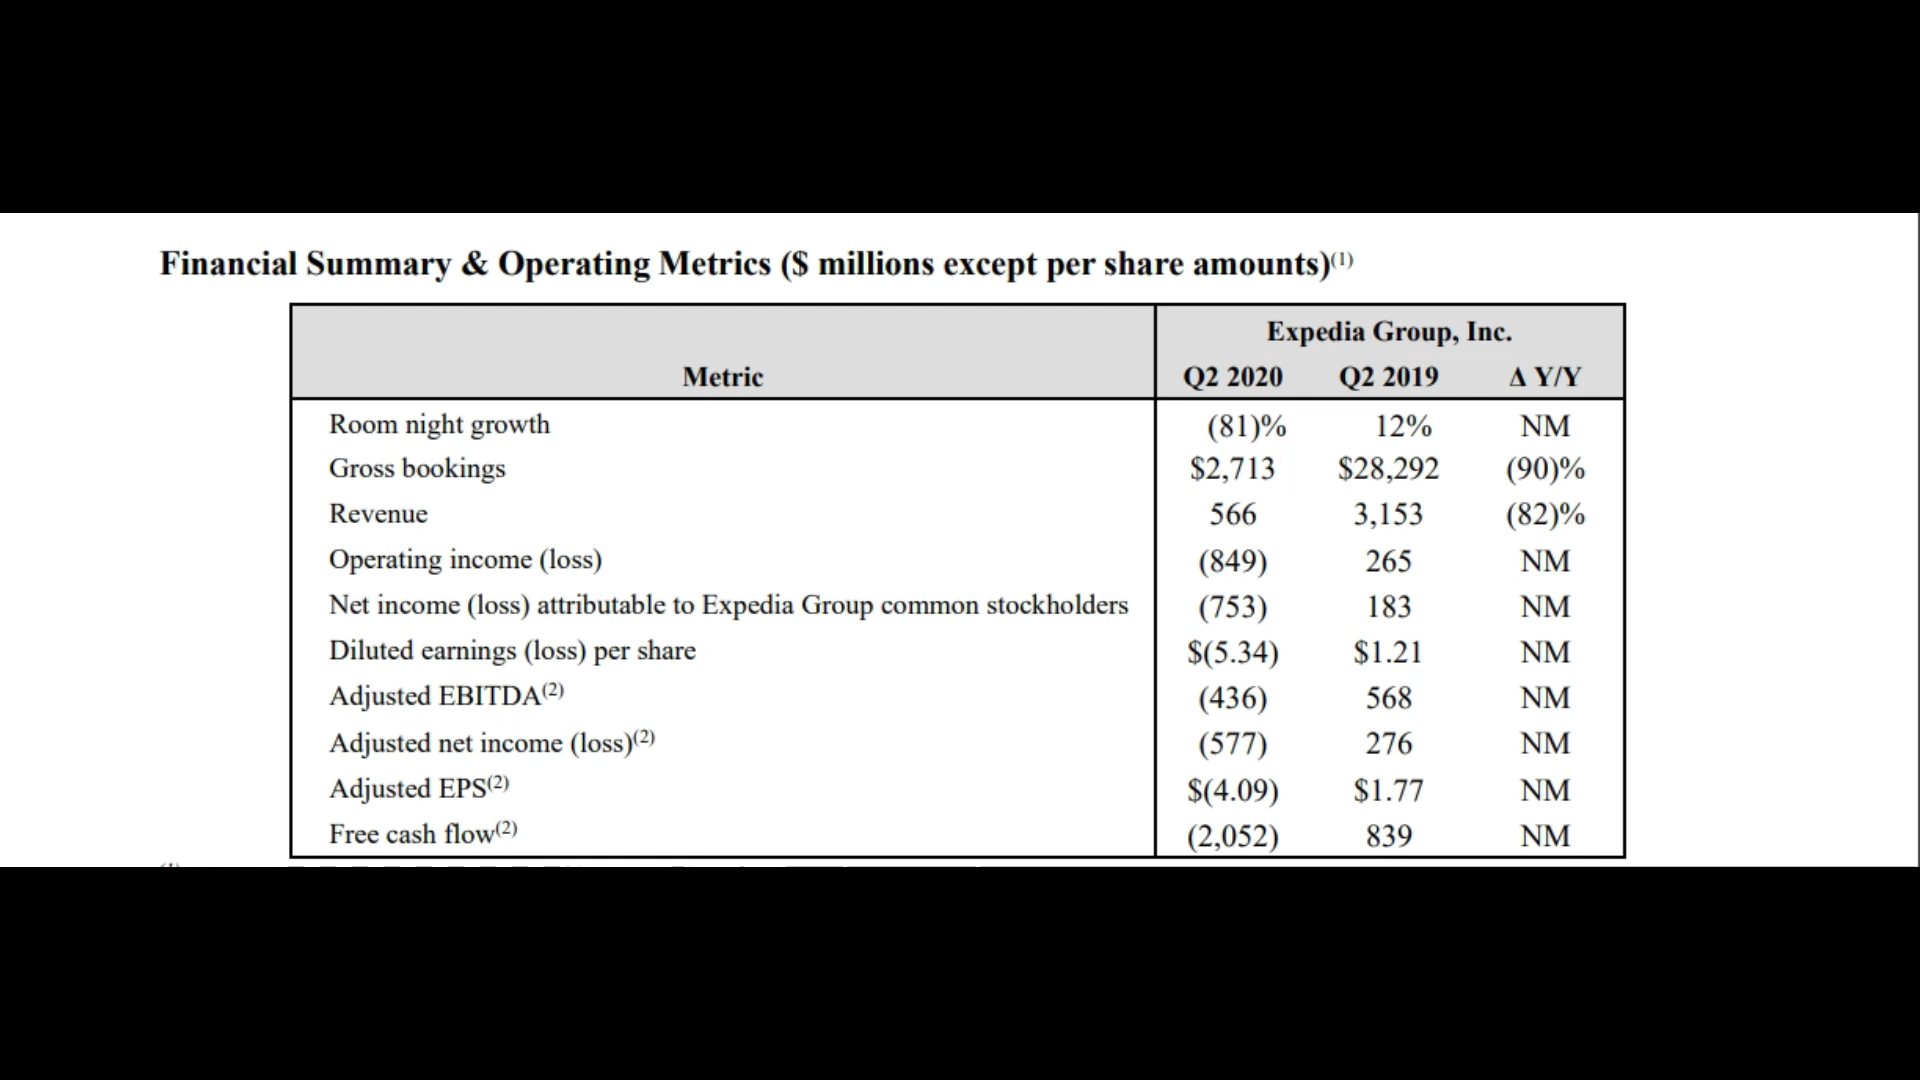 Financial Summary & Operating Metrics ($ millions except per share amounts)(1)
Expedia Group, Inc.
Metric Q2 2020 Q2 2019 Δ Y/Y
Room night growth (81)% 12% NM
Gross bookings $2,713 $28,292 (90)%
Revenue 566 3,153 (82)%
Operating income (loss) (849) 265 NM
Net income (loss) attributable to Expedia Group common stockholders (753) 183 NM
Diluted earnings (loss) per share $(5.34) $1.21 NM
Adjusted EBITDA(2) (436) 568 NM
Adjusted net income (loss)(2) (577) 276 NM
Adjusted EPS(2) $(4.09) $1.77 NM
Free cash flow(2) (2,052) 839 NM